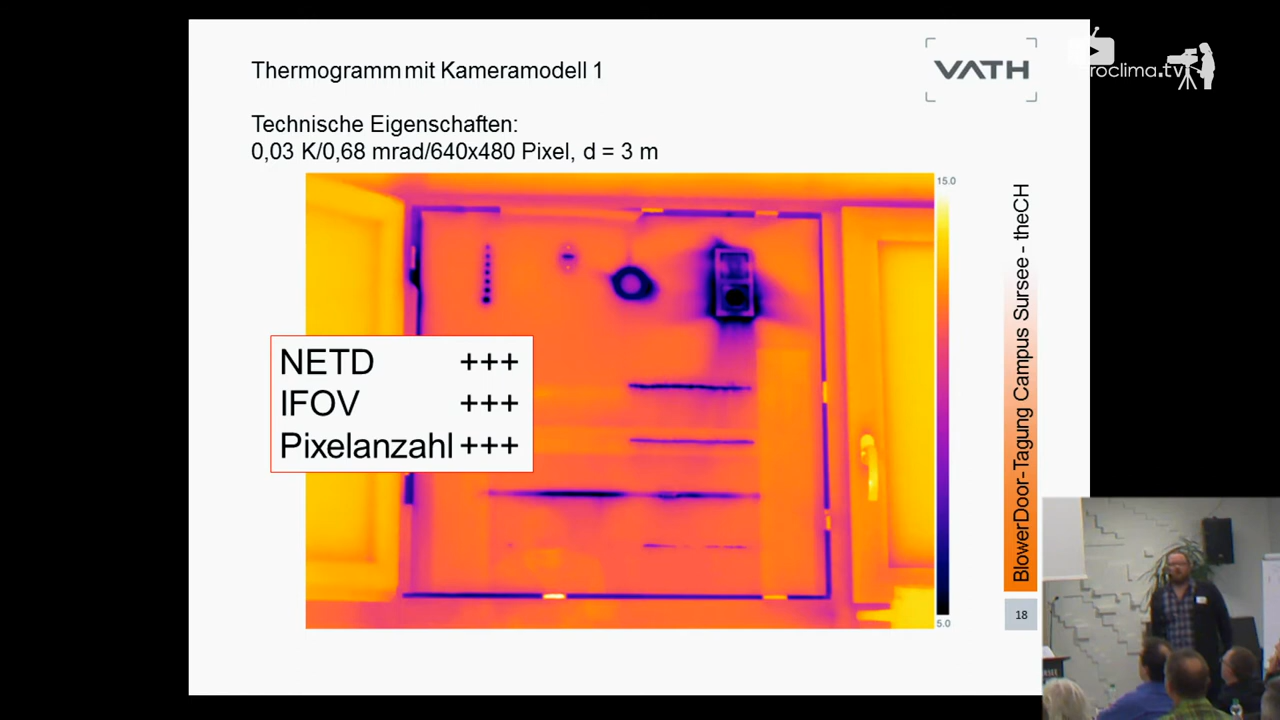 Thermogramm mit Kameramodell 1
VATH
roclima.tv
Technische Eigenschaften:
0,03 K/0,68 mrad/640x480 Pixel, d = 3 m
15.0
NETD +++
IFOV +++
Pixelanzahl +++
5.0
BlowerDoor-Tagung Campus Sursee - theCH
18